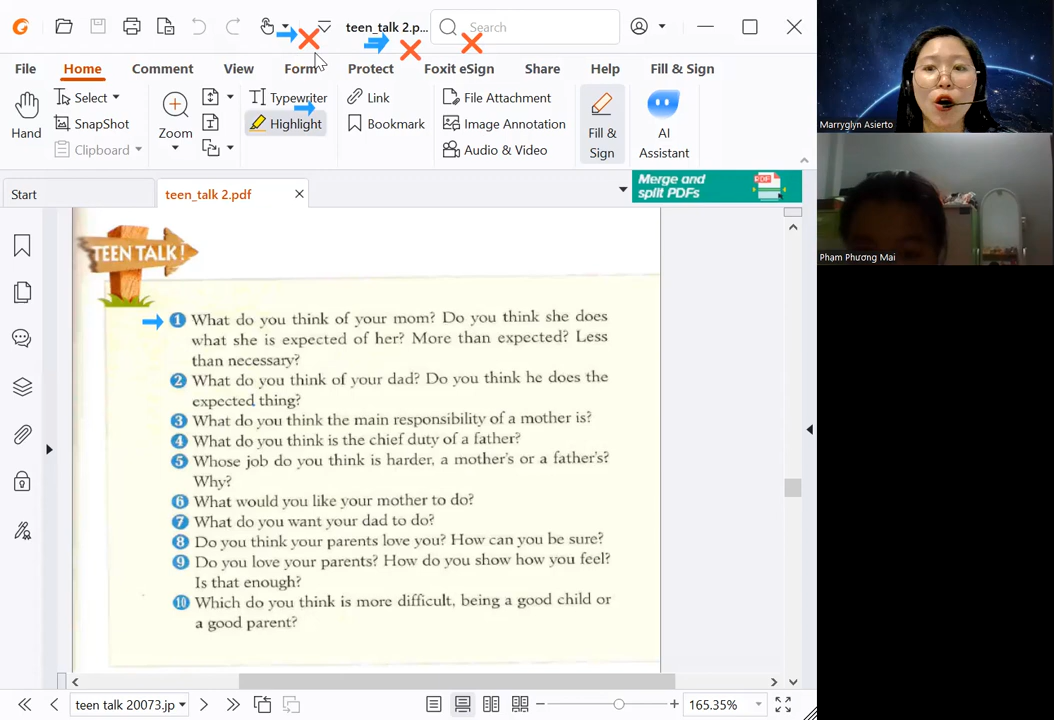 teen_talk 2.p...
Search
File
Home
Comment
View
Form
Protect
Foxit eSign
Share
Help
Fill & Sign
Hand
Select
SnapShot
Clipboard
Zoom
Typewriter
Highlight
Link
Bookmark
File Attachment
Image Annotation
Audio & Video
Fill &
Sign
AI
Assistant
Start
teen_talk 2.pdf
Merge and
split PDFs
PDF
TEEN TALK!
1 What do you think of your mom? Do you think she does
what she is expected of her? More than expected? Less
than necessary?
2 What do you think of your dad? Do you think he does the
expected thing?
3 What do you think the main responsibility of a mother is?
4 What do you think is the chief duty of a father?
5 Whose job do you think is harder, a mother's or a father's?
Why?
6 What would you like your mother to do?
7 What do you want your dad to do?
8 Do you think your parents love you? How can you be sure?
9 Do you love your parents? How do you show how you feel?
Is that enough?
10 Which do you think is more difficult, being a good child or
a good parent?
teen talk 20073.jp
165.35%
Marryglyn Asierto
Phạm Phương Mai